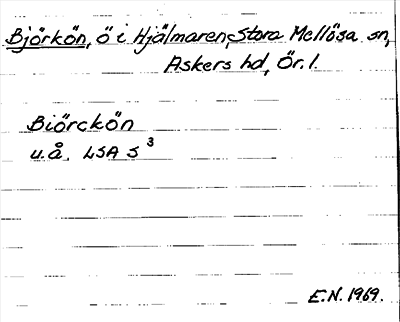 Björkön, ö i Hjälmaren, Stora Mellösa sn,
Askers hd, Ör. l.
Biörckön
u.å. LSA S 3
E.N. 1969.